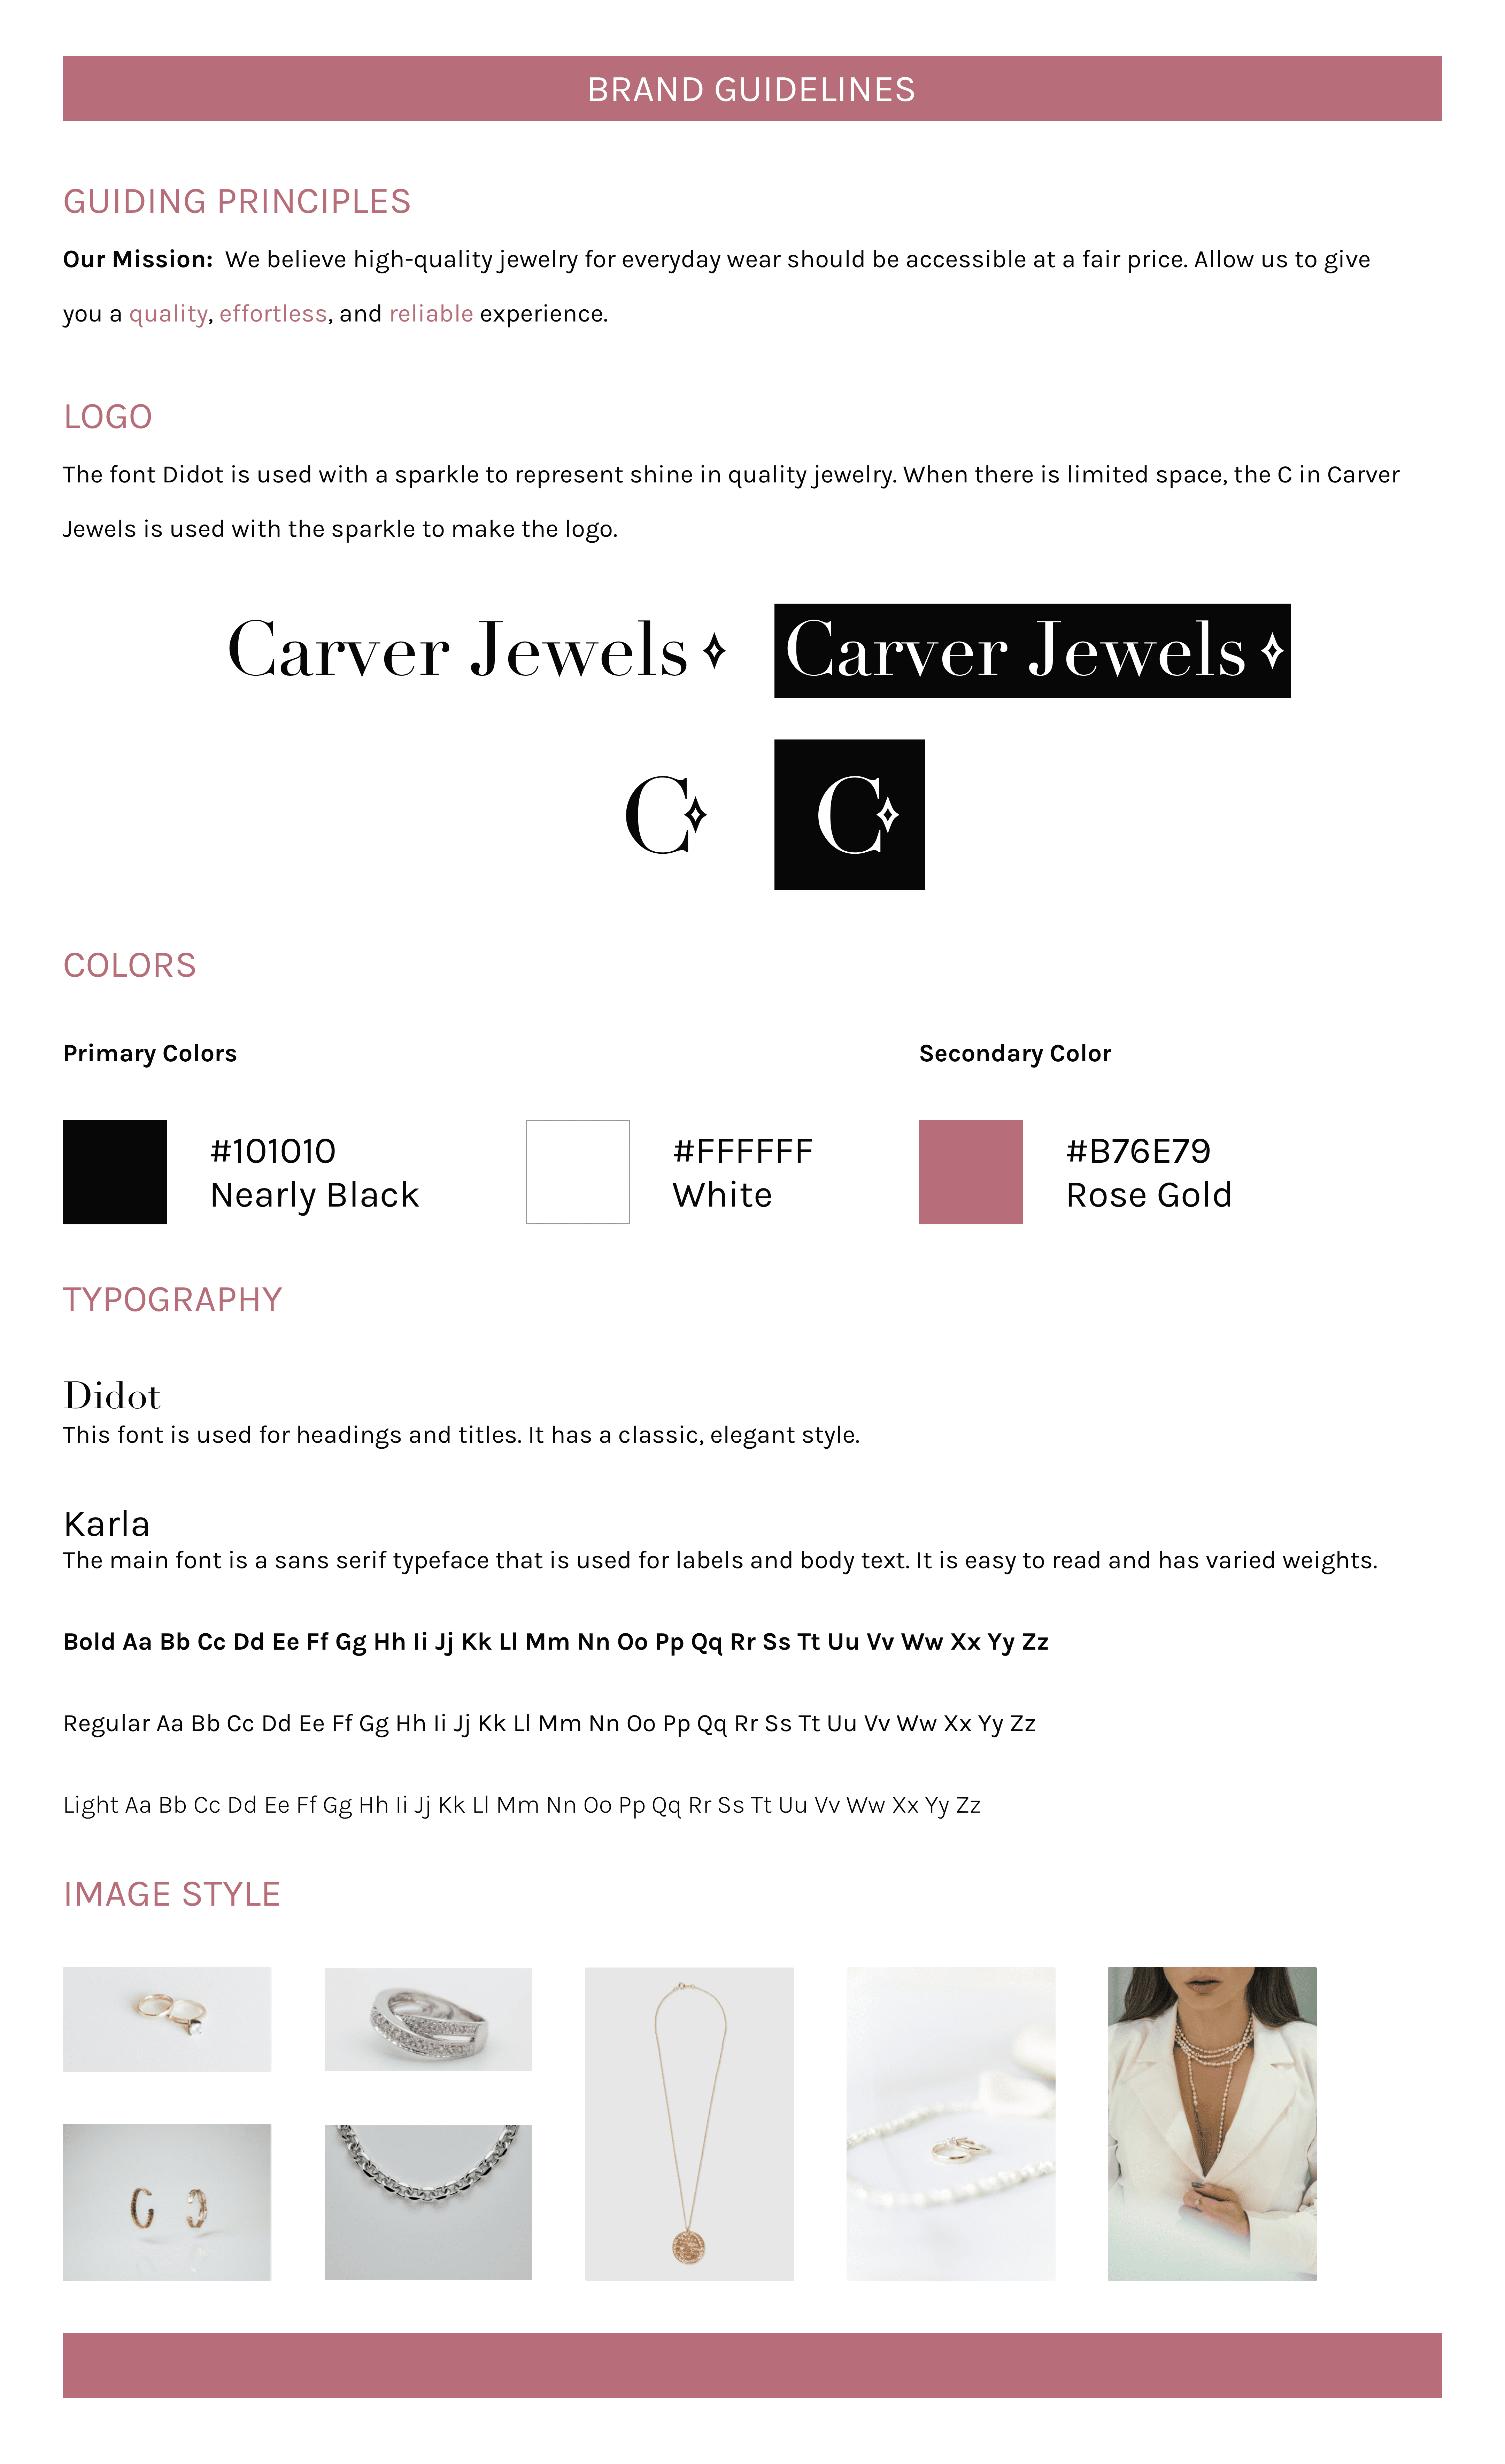 BRAND GUIDELINES
GUIDING PRINCIPLES
Our Mission: We believe high-quality jewelry for everyday wear should be accessible at a fair price. Allow us to give
you a quality, effortless, and reliable experience.
LOGO
The font Didot is used with a sparkle to represent shine in quality jewelry. When there is limited space, the C in Carver
Jewels is used with the sparkle to make the logo.
Carver Jewels
Carver Jewels
C
C
COLORS
Primary Colors
Secondary Color
#101010
Nearly Black
#FFFFFF
White
#B76E79
Rose Gold
TYPOGRAPHY
Didot
This font is used for headings and titles. It has a classic, elegant style.
Karla
The main font is a sans serif typeface that is used for labels and body text. It is easy to read and has varied weights.
Bold Aa Bb Cc Dd Ee Ff Gg Hh Ii Jj Kk Ll Mm Nn Oo Pp Qq Rr Ss Tt Uu Vv Ww Xx Yy Zz
Regular Aa Bb Cc Dd Ee Ff Gg Hh Ii Jj Kk Ll Mm Nn Oo Pp Qq Rr Ss Tt Uu Vv Ww Xx Yy Zz
Light Aa Bb Cc Dd Ee Ff Gg Hh Ii Jj Kk Ll Mm Nn Oo Pp Qq Rr Ss Tt Uu Vv Ww Xx Yy Zz
IMAGE STYLE